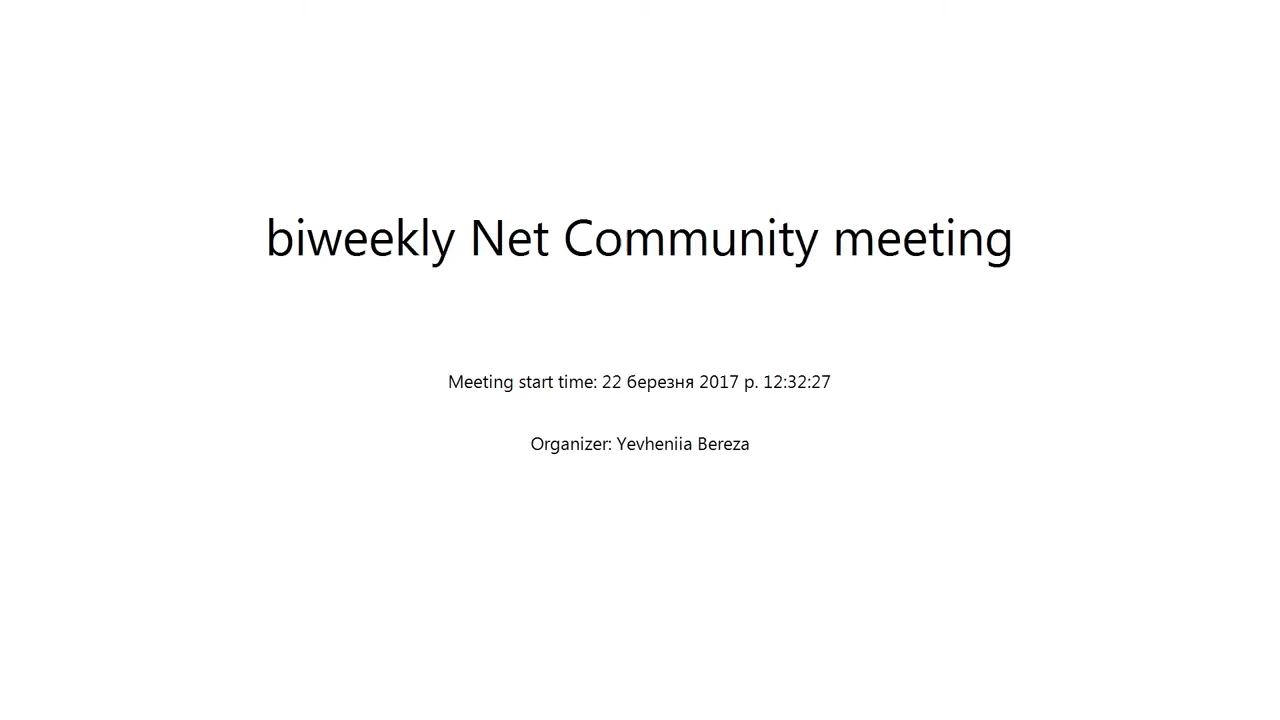 biweekly Net Community meeting
Meeting start time: 22 березня 2017 р. 12:32:27
Organizer: Yevheniia Bereza